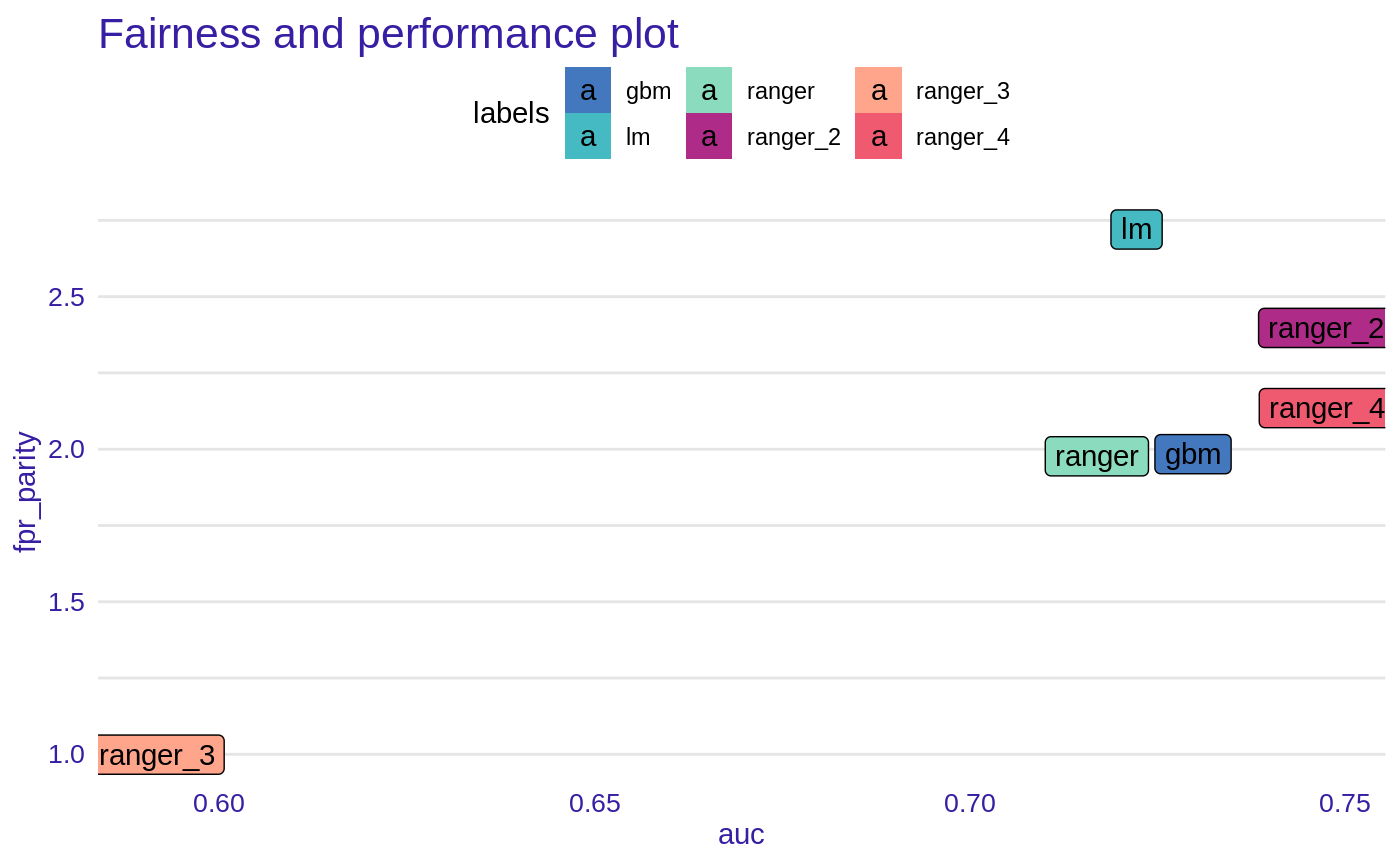 Fairness and performance plot
labels
a gbm a ranger a ranger_3
a lm a ranger_2 a ranger_4
lm
2.5
ranger_2
ranger_4
2.0
ranger gbm
fpr_parity
1.5
1.0
ranger_3
0.60 0.65 0.70 0.75
auc